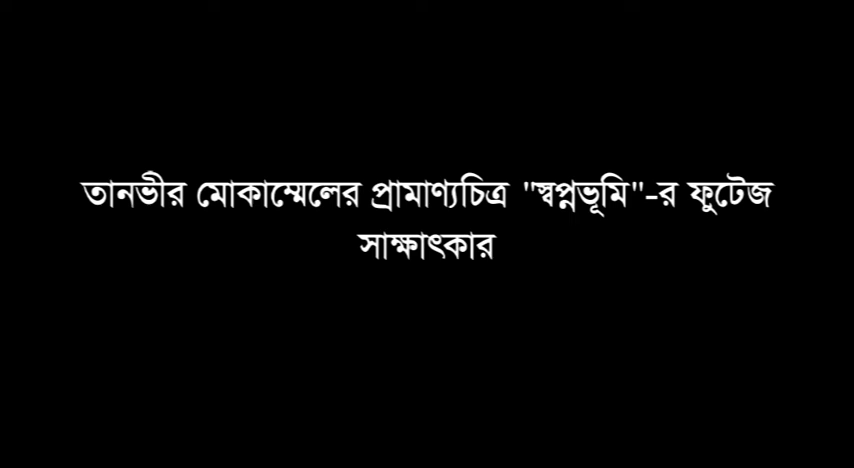 তানভীর মোকাম্মেলের প্রামাণ্যচিত্র "স্বপ্নভূমি"-র ফুটেজ
সাক্ষাৎকার